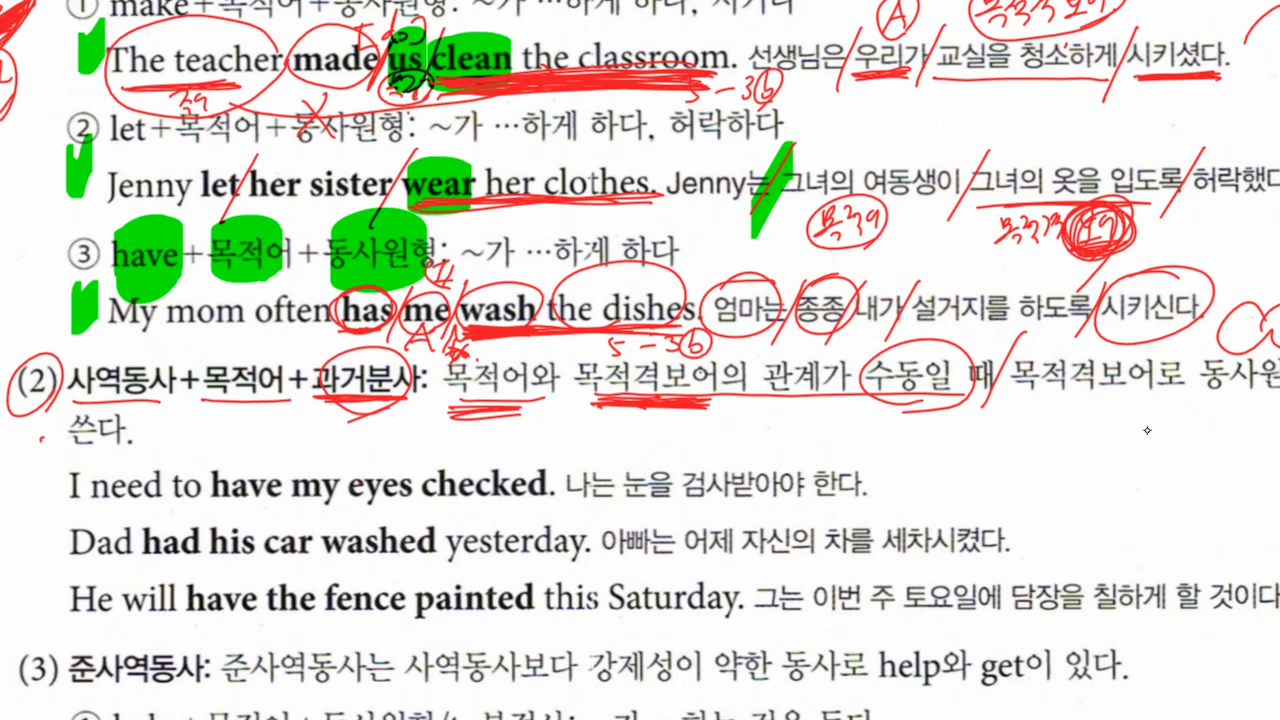 ① make+목적어+동사원형: ~가 …하게 하다, 시키다
The teacher made us clean the classroom. 선생님은 우리가 교실을 청소하게 시키셨다.
5-3ⓑ
② let+목적어+동사원형: ~가 …하게 하다, 허락하다
Jenny let her sister wear her clothes. Jenny는 그녀의 여동생이 그녀의 옷을 입도록 허락했
목적어
③ have+목적어+동사원형: ~가 …하게 하다
My mom often has me wash the dishes. 엄마는 종종 내가 설거지를 하도록 시키신다.
5-3ⓑ
(2) 사역동사+목적어+과거분사: 목적어와 목적격보어의 관계가 수동일 때 목적격보어로 동사원
쓴다.
I need to have my eyes checked. 나는 눈을 검사받아야 한다.
Dad had his car washed yesterday. 아빠는 어제 자신의 차를 세차시켰다.
He will have the fence painted this Saturday. 그는 이번 주 토요일에 담장을 칠하게 할 것이다
(3) 준사역동사: 준사역동사는 사역동사보다 강제성이 약한 동사로 help와 get이 있다.